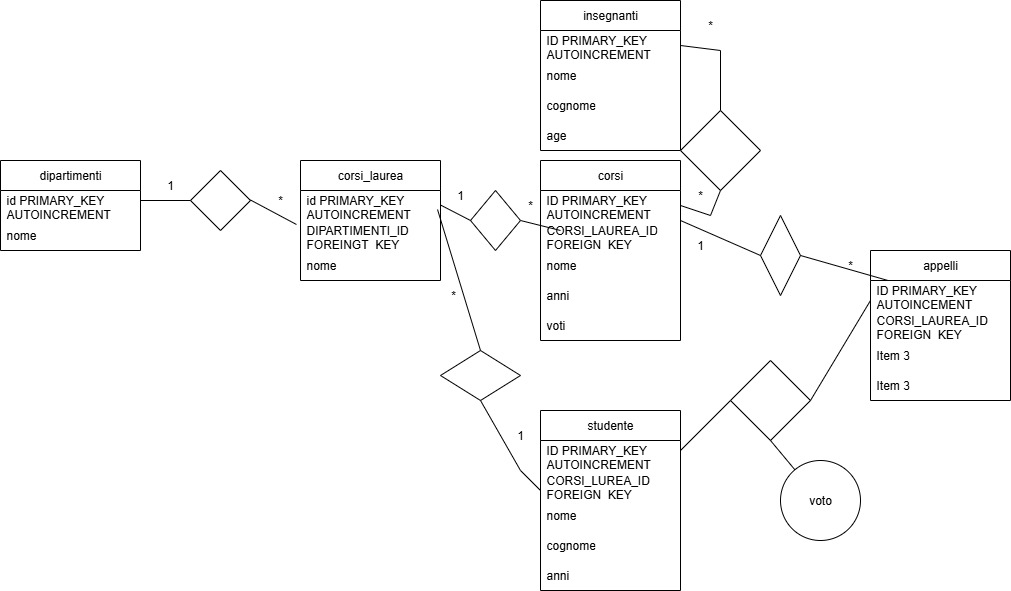 insegnanti
ID PRIMARY_KEY
AUTOINCREMENT
nome
cognome
age
*
dipartimenti
id PRIMARY_KEY
AUTOINCREMENT
nome
1
*
corsi_laurea
id PRIMARY_KEY
AUTOINCREMENT
DIPARTIMENTI_ID
FOREINGT KEY
nome
1
*
corsi
ID PRIMARY_KEY
AUTOINCREMENT
CORSI_LAUREA_ID
FOREIGN KEY
nome
anni
voti
*
1
*
appelli
ID PRIMARY_KEY
AUTOINCEMENT
CORSI_LAUREA_ID
FOREIGN KEY
Item 3
Item 3
*
1
studente
ID PRIMARY_KEY
AUTOINCREMENT
CORSI_LUREA_ID
FOREIGN KEY
nome
cognome
anni
voto